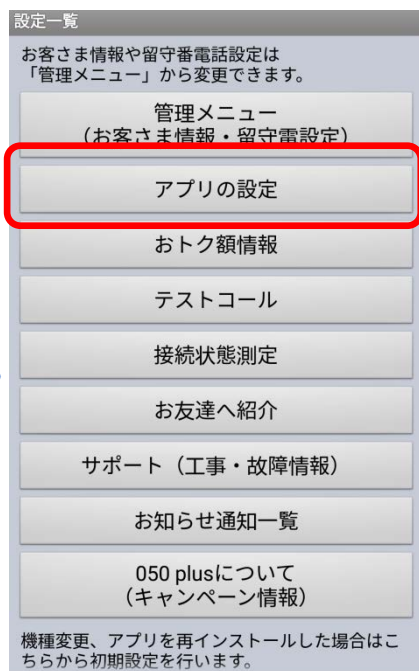 設定一覧
お客さま情報や留守番電話設定は
「管理メニュー」から変更できます。
管理メニュー
（お客さま情報・留守電設定）
アプリの設定
おトク額情報
テストコール
接続状態測定
お友達へ紹介
サポート（工事・故障情報）
お知らせ通知一覧
050 plusについて
（キャンペーン情報）
機種変更、アプリを再インストールした場合はこ
ちらから初期設定を行います。